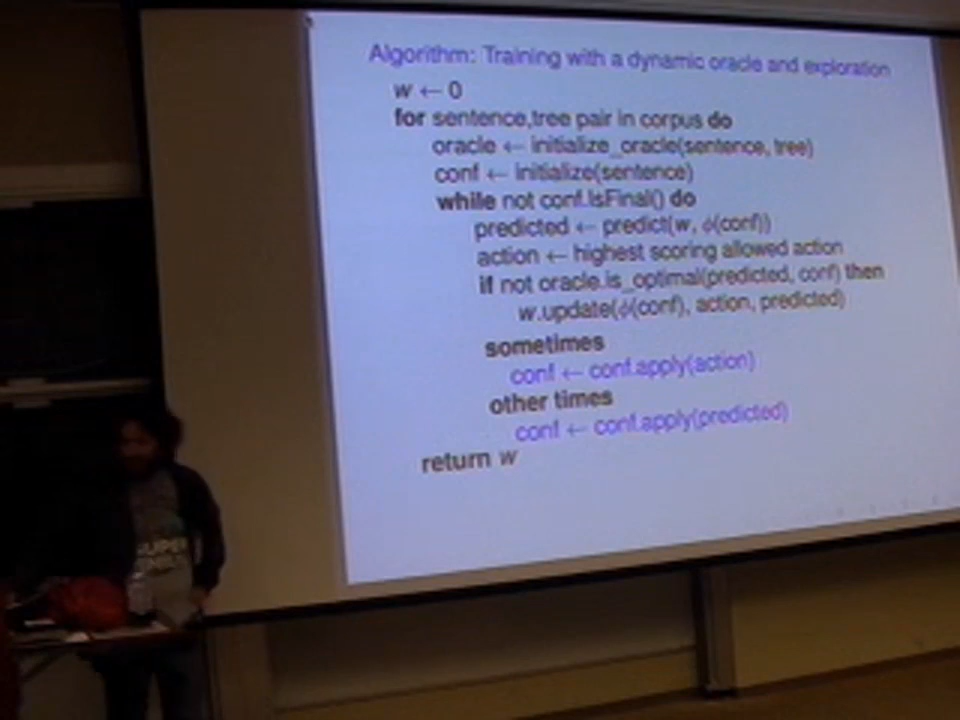 Algorithm: Training with a dynamic oracle and exploration
w ← 0
for sentence,tree pair in corpus do
oracle ← initialize_oracle(sentence, tree)
conf ← initialize(sentence)
while not conf.IsFinal() do
predicted ← predict(w, ϕ(conf))
action ← highest scoring allowed action
if not oracle.is_optimal(predicted, conf) then
w.update(ϕ(conf), action, predicted)
sometimes
conf ← conf.apply(action)
other times
conf ← conf.apply(predicted)
return w
SUPER